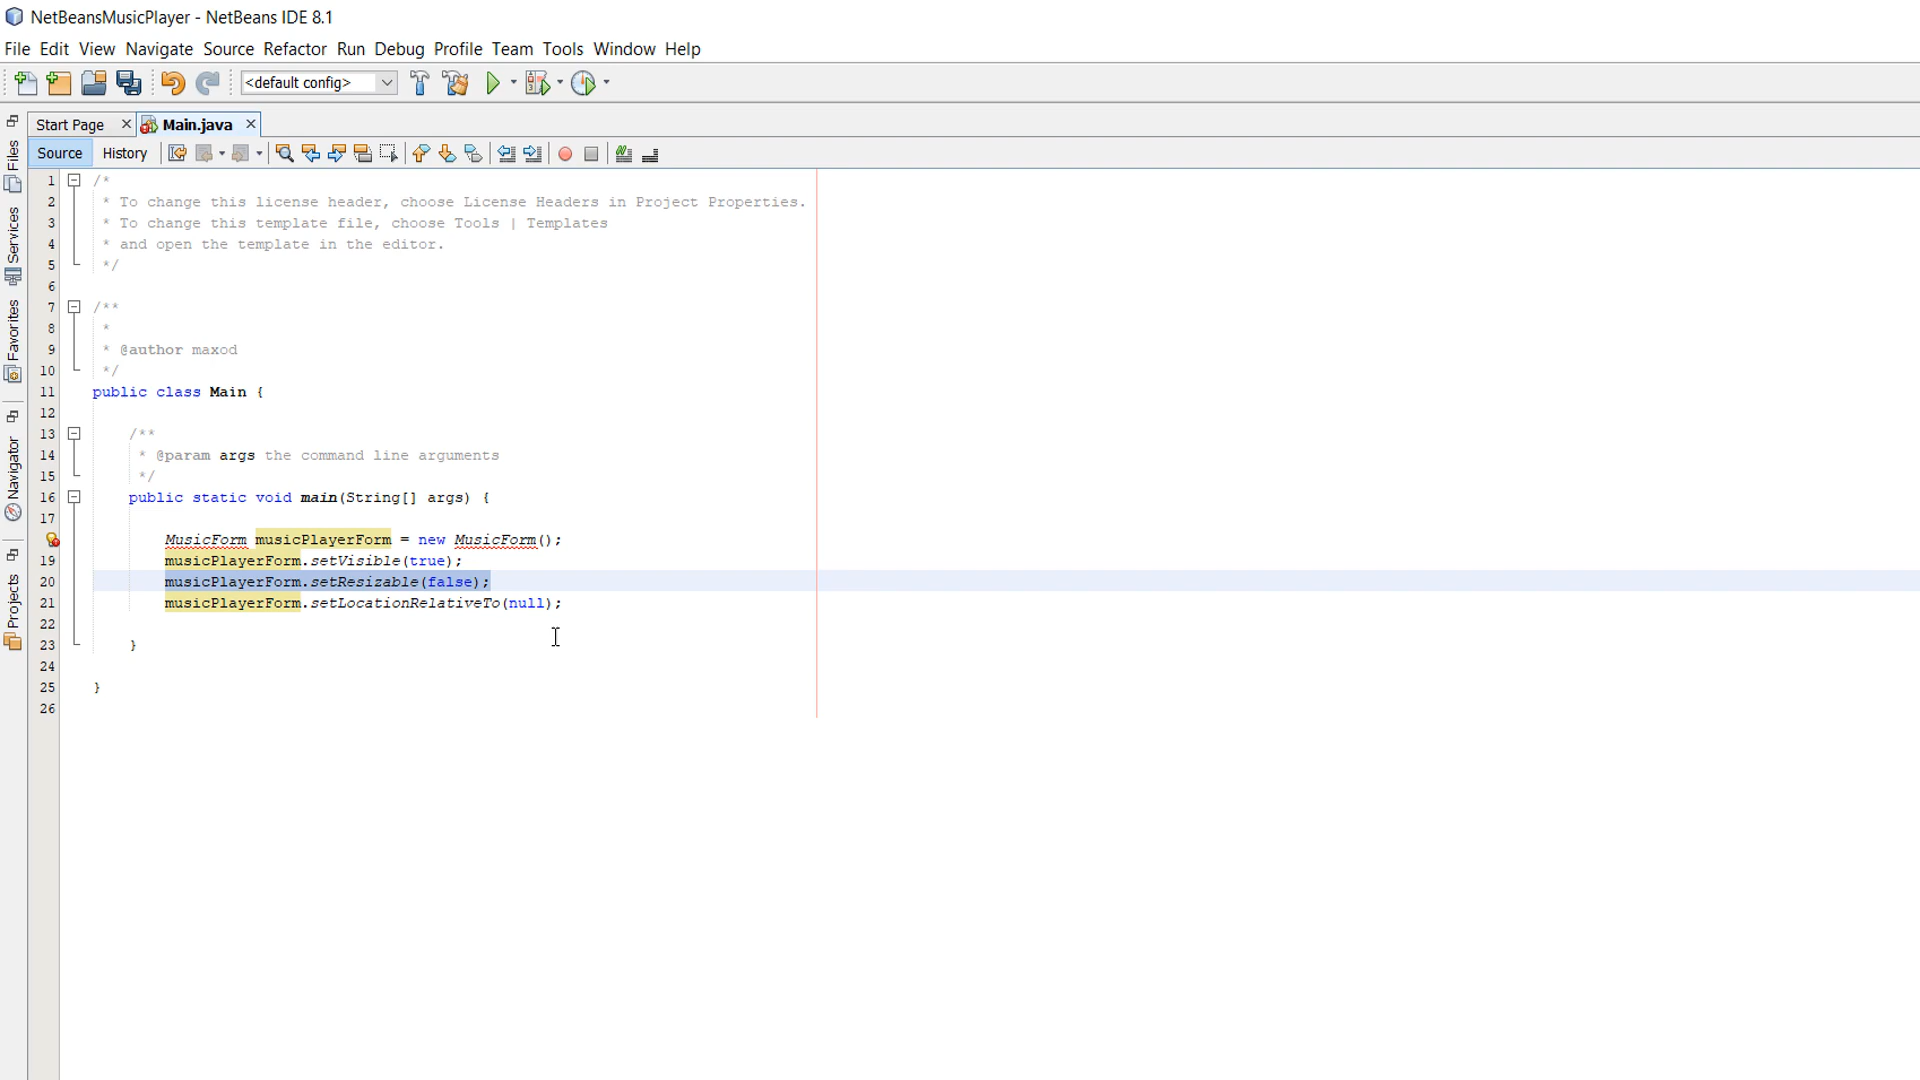 NetBeansMusicPlayer - NetBeans IDE 8.1
File Edit View Navigate Source Refactor Run Debug Profile Team Tools Window Help
<default config>
Start Page Main.java
Source History
Files
Services
Favorites
Navigator
Projects
1 /*
2 * To change this license header, choose License Headers in Project Properties.
3 * To change this template file, choose Tools | Templates
4 * and open the template in the editor.
5 */
6
7 /**
8 *
9 * @author maxod
10 */
11 public class Main {
12
13 /**
14 * @param args the command line arguments
15 */
16 public static void main(String[] args) {
17
MusicForm musicPlayerForm = new MusicForm();
19 musicPlayerForm.setVisible(true);
20 musicPlayerForm.setResizable(false);
21 musicPlayerForm.setLocationRelativeTo(null);
22
23 }
24
25 }
26